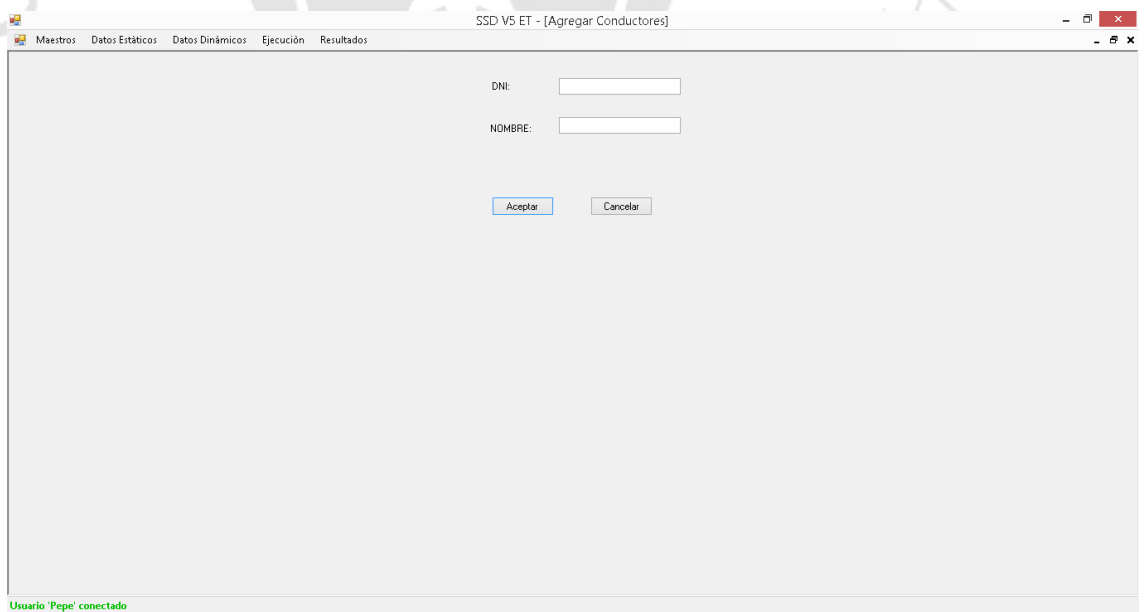 SSD V5 ET - [Agregar Conductores]
Maestros Datos Estáticos Datos Dinámicos Ejecución Resultados
DNI:
NOMBRE:
Aceptar Cancelar
Usuario 'Pepe' conectado